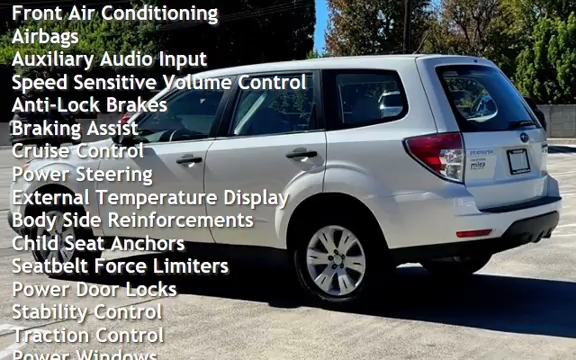 Front Air Conditioning
Airbags
Auxiliary Audio Input
Speed Sensitive Volume Control
Anti-Lock Brakes
Braking Assist
Cruise Control
Power Steering
External Temperature Display
Body Side Reinforcements
Child Seat Anchors
Seatbelt Force Limiters
Power Door Locks
Stability Control
Traction Control
Power Windows